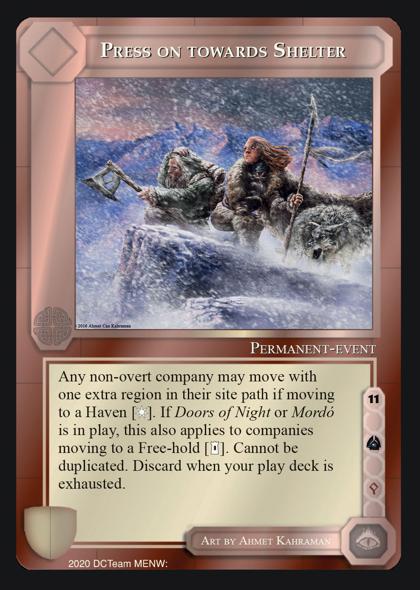 Press on towards Shelter
© 2016 Ahmet Can Kahraman
Permanent-event
Any non-overt company may move with
one extra region in their site path if moving
to a Haven [ ]. If Doors of Night or Mordó
is in play, this also applies to companies
moving to a Free-hold [ ]. Cannot be
duplicated. Discard when your play deck is
exhausted.
11
Art by Ahmet Kahraman
2020 DCTeam MENW: